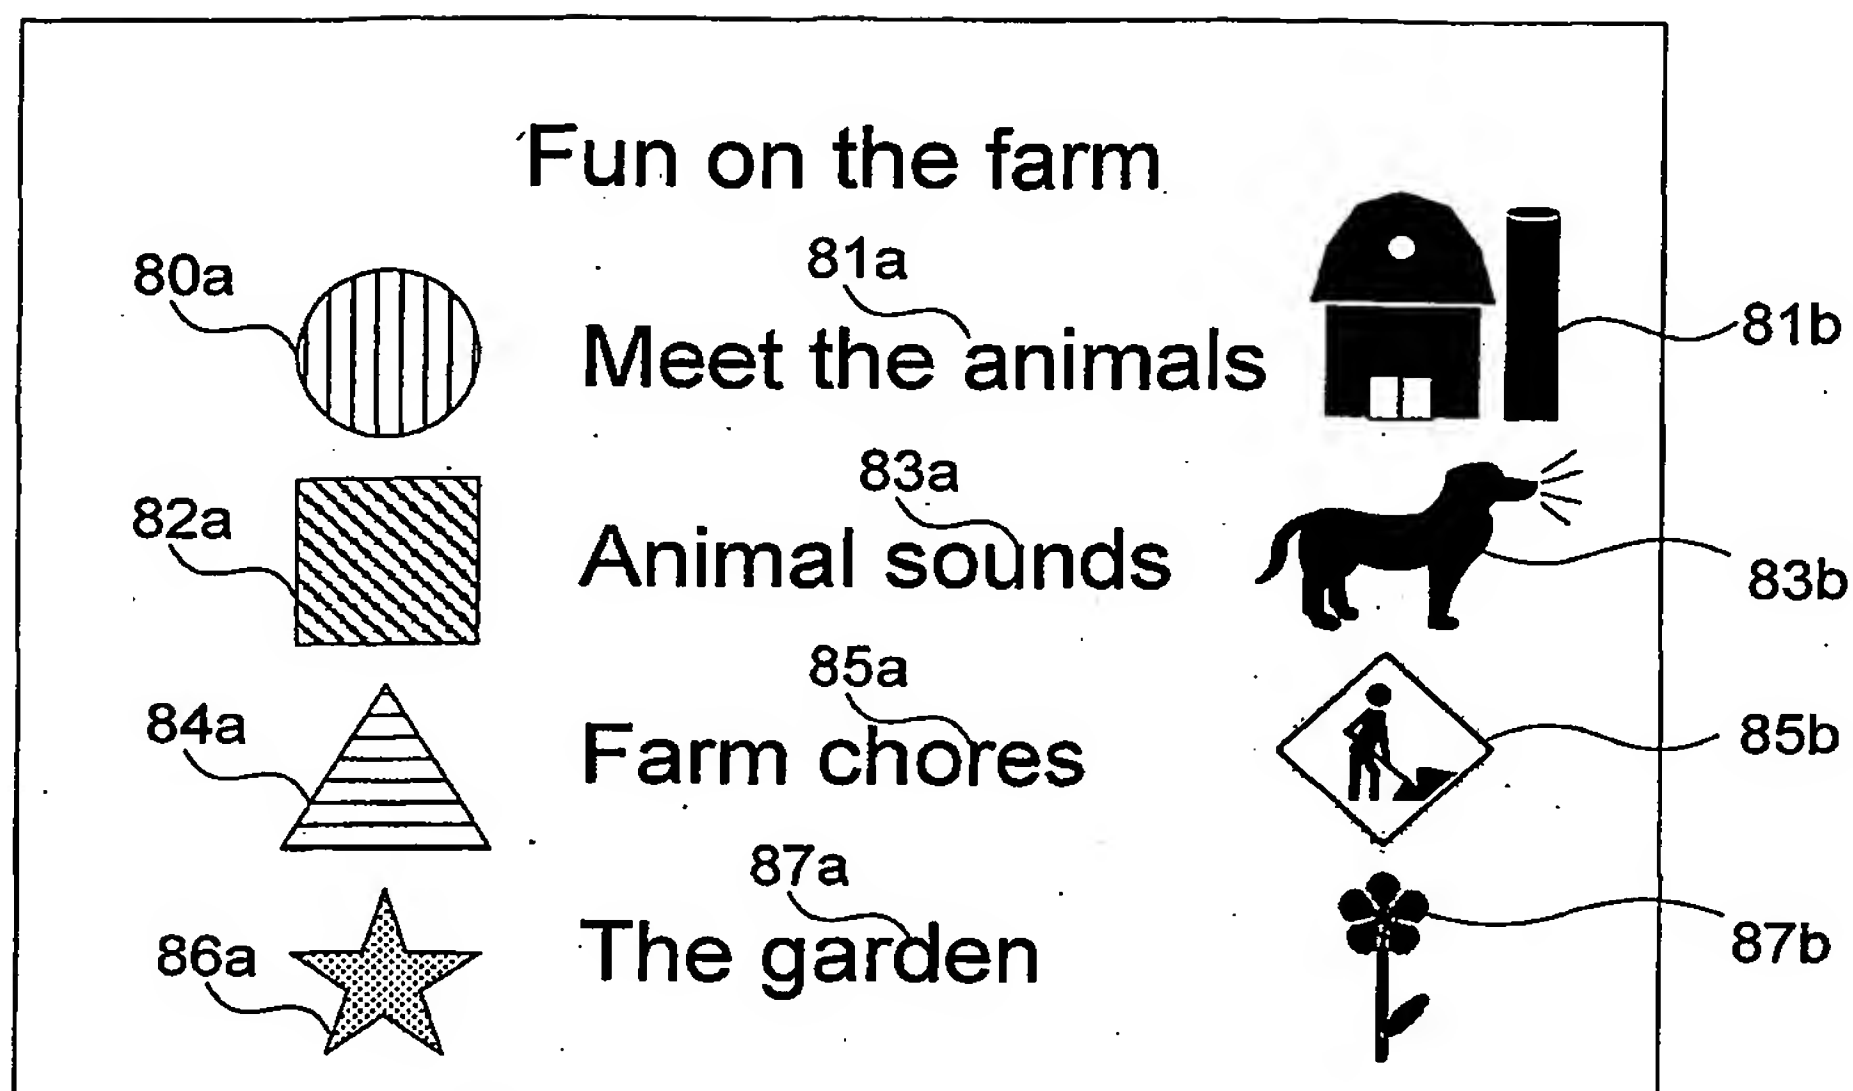 Fun on the farm
80a
81a
Meet the animals
81b
82a
83a
Animal sounds
83b
84a
85a
Farm chores
85b
86a
87a
The garden
87b